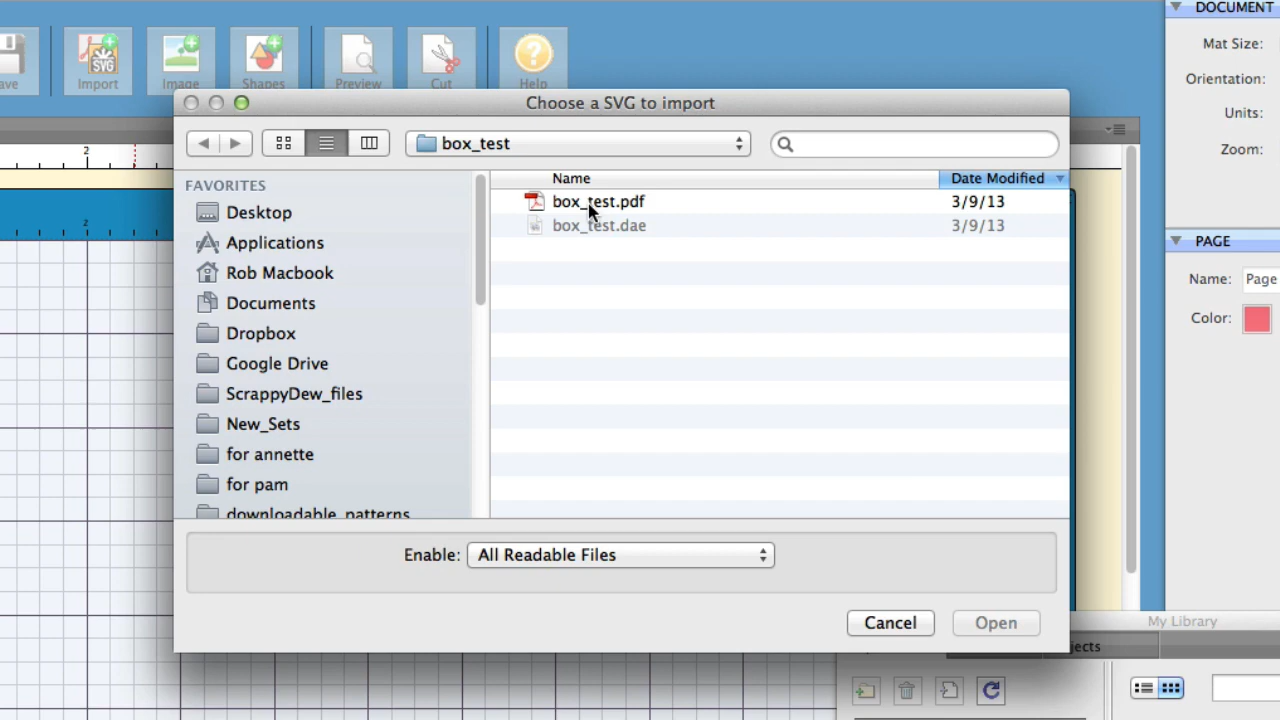 DOCUMENT
Mat Size:
Orientation:
Units:
Zoom:
ave
Import
SVG
Image
Shapes
Preview
Cut
Help
Choose a SVG to import
box_test
2
2
FAVORITES
Desktop
Applications
Rob Macbook
Documents
Dropbox
Google Drive
ScrappyDew_files
New_Sets
for annette
for pam
downloadable_patterns
Name
Date Modified
box_test.pdf
3/9/13
box_test.dae
3/9/13
Enable:
All Readable Files
Cancel
Open
PAGE
Name:
Page
Color:
My Library
jects